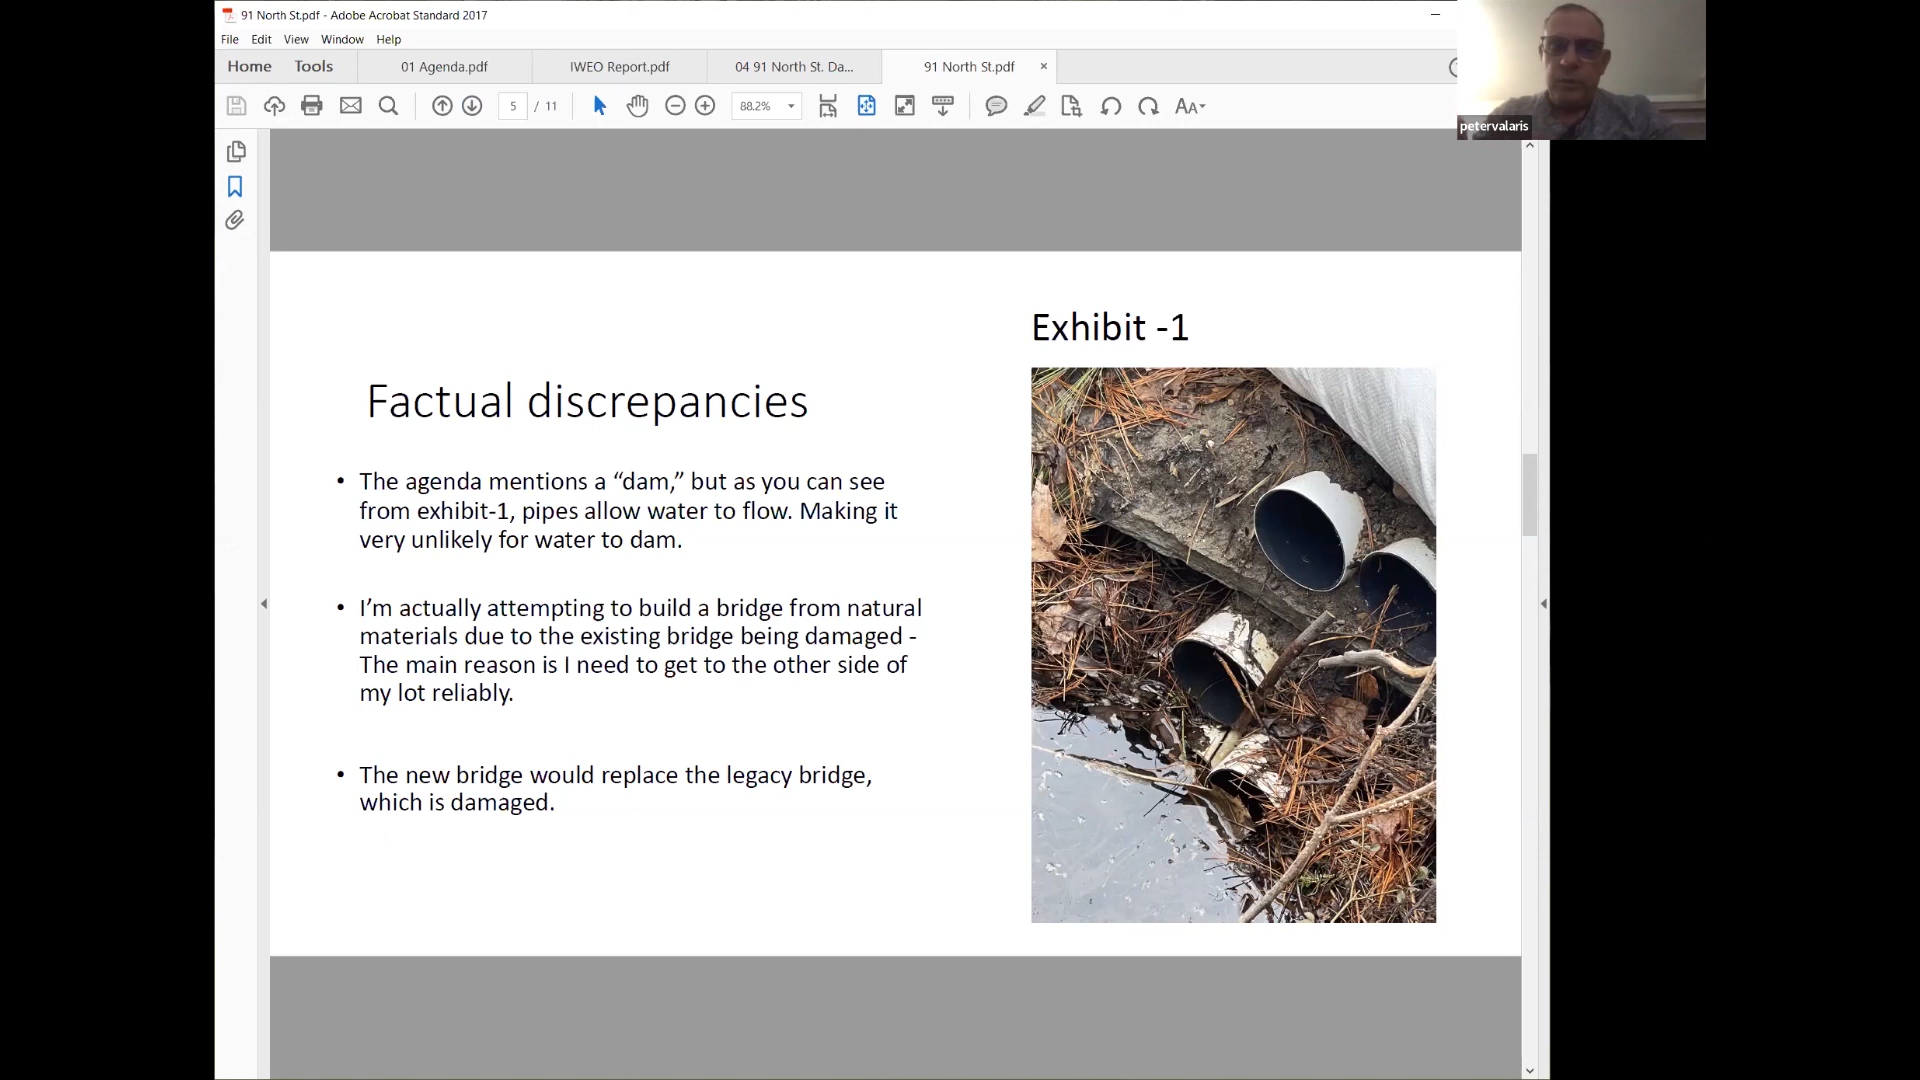 91 North St.pdf - Adobe Acrobat Standard 2017
File Edit View Window Help
Home Tools 01 Agenda.pdf IWEO Report.pdf 04 91 North St. Da... 91 North St.pdf ×
5 / 11 88.2%
petervalaris
Exhibit -1
Factual discrepancies
• The agenda mentions a “dam,” but as you can see
from exhibit-1, pipes allow water to flow. Making it
very unlikely for water to dam.
• I’m actually attempting to build a bridge from natural
materials due to the existing bridge being damaged -
The main reason is I need to get to the other side of
my lot reliably.
• The new bridge would replace the legacy bridge,
which is damaged.